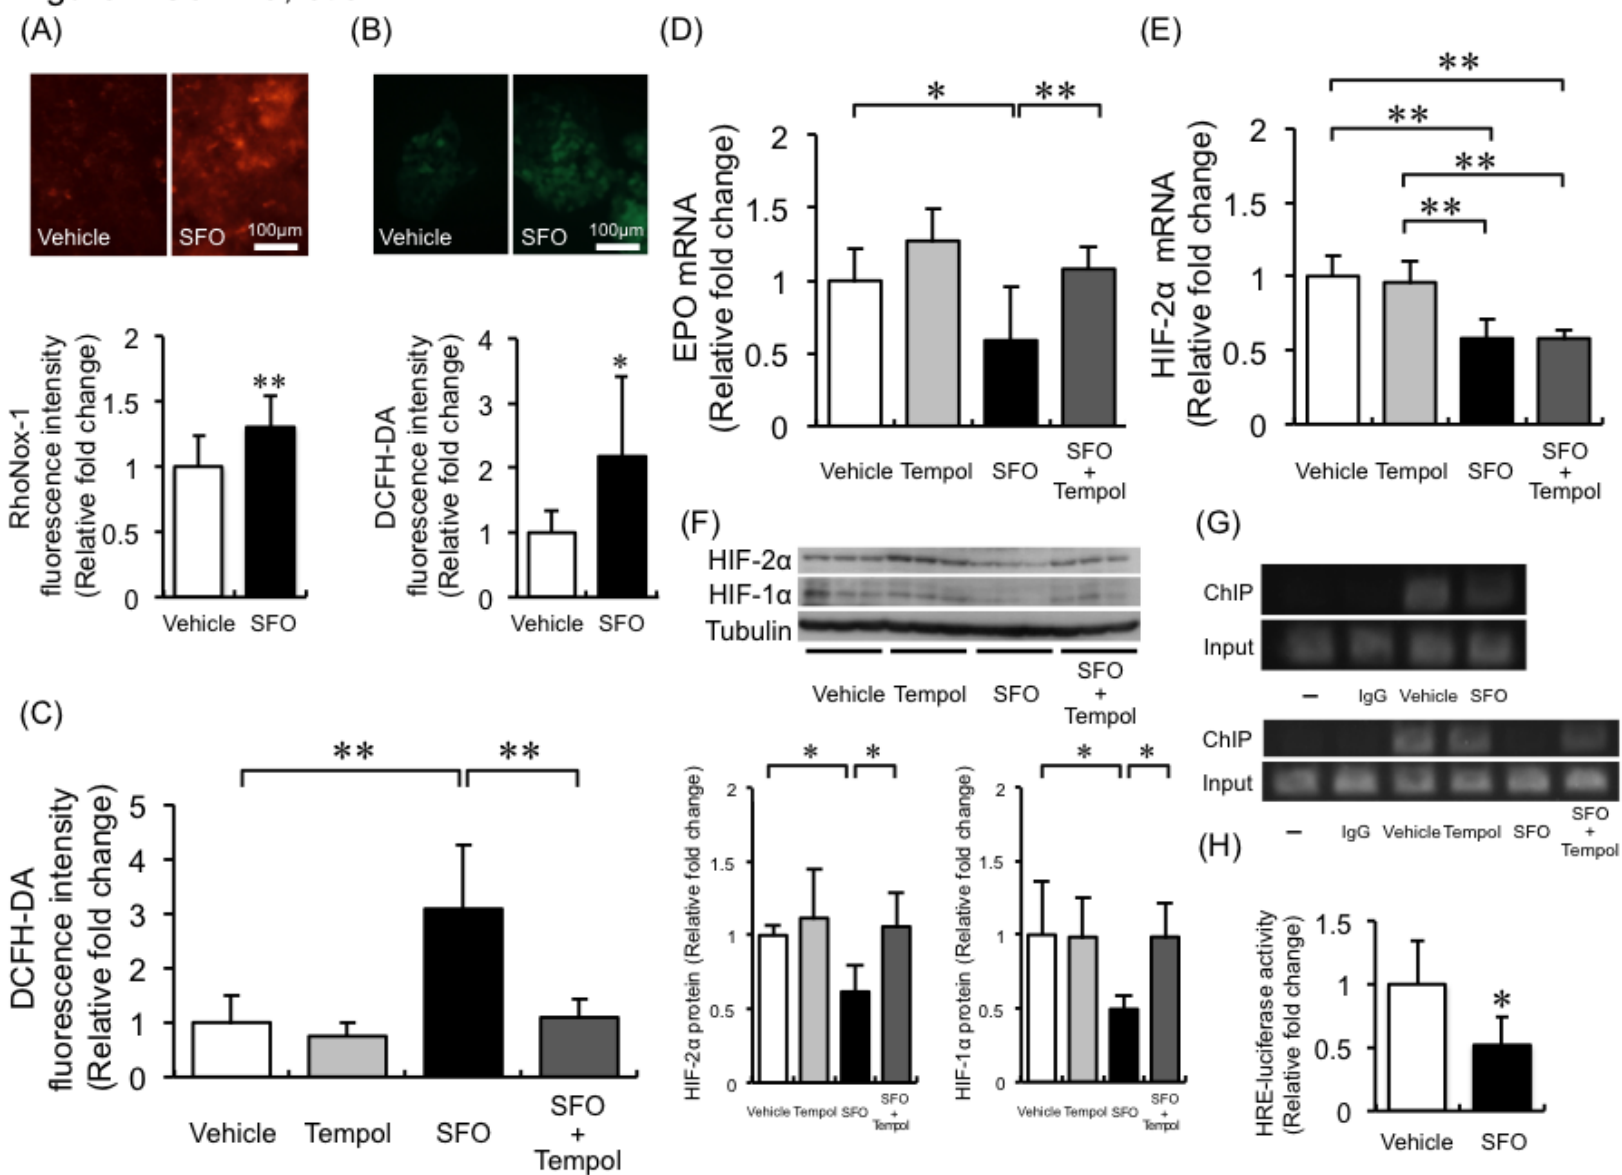 (A)
(B)
(D)
(E)
Vehicle
SFO
100μm
Vehicle
SFO
100μm
RhoNox-1
fluorescence intensity
(Relative fold change)
2
1.5
1
0.5
0
**
Vehicle SFO
DCFH-DA
fluorescence intensity
(Relative fold change)
4
3
2
1
0
*
Vehicle SFO
EPO mRNA
(Relative fold change)
2
1.5
1
0.5
0
* **
Vehicle Tempol SFO SFO
+
Tempol
HIF-2α mRNA
(Relative fold change)
2
1.5
1
0.5
0
**
**
**
**
Vehicle Tempol SFO SFO
+
Tempol
(F)
HIF-2α
HIF-1α
Tubulin
Vehicle Tempol SFO SFO
+
Tempol
(G)
ChIP
Input
– IgG Vehicle SFO
ChIP
Input
– IgG Vehicle Tempol SFO SFO
+
Tempol
(C)
DCFH-DA
fluorescence intensity
(Relative fold change)
5
4
3
2
1
0
** **
Vehicle Tempol SFO SFO
+
Tempol
HIF-2α protein (Relative fold change)
2
1.5
1
0.5
0
* *
Vehicle Tempol SFO SFO
+
Tempol
HIF-1α protein (Relative fold change)
2
1.5
1
0.5
0
* *
Vehicle Tempol SFO SFO
+
Tempol
(H)
HRE-luciferase activity
(Relative fold change)
1.5
1
0.5
0
*
Vehicle SFO